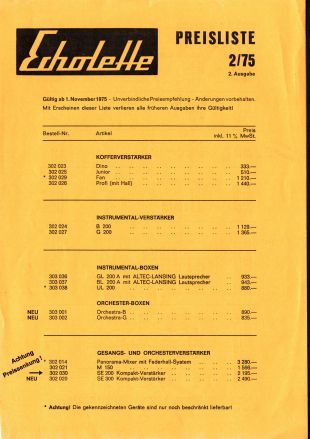 Echolette
PREISLISTE
2/75
2. Ausgabe
Gültig ab 1. November 1975 - Unverbindliche Preisempfehlung - Änderungen vorbehalten.
Mit Erscheinen dieser Liste verlieren alle früheren Ausgaben ihre Gültigkeit!
Bestell-Nr. Artikel Preis
inkl. 11 % MwSt.
KOFFERVERSTÄRKER
302 023 Dino 333.—
302 025 Junior 510.—
* 302 029 Fan 1 210.—
302 026 Profi (mit Hall) 1 440.—
INSTRUMENTAL-VERSTÄRKER
302 024 B 200 1 120.—
302 027 G 200 1 365.—
INSTRUMENTAL-BOXEN
303 036 GL 200 A mit ALTEC-LANSING Lautsprecher 933.—
303 037 BL 200 A mit ALTEC-LANSING Lautsprecher 943.—
* 303 038 UL 200 880.—
ORCHESTER-BOXEN
NEU 303 001 Orchestra-B 890.—
NEU 303 002 Orchestra-G 835.—
GESANGS- UND ORCHESTERVERSTÄRKER
Achtung
Preissenkung!
* 302 014 Panorama-Mixer mit Federhall-System 3 280.—
302 021 M 150 1 566.—
302 030 SE 200 Kompakt-Verstärker 2 195.—
NEU 302 020 SE 300 Kompakt-Verstärker 2 490.—
* Achtung! Die gekennzeichneten Geräte sind nur noch beschränkt lieferbar!